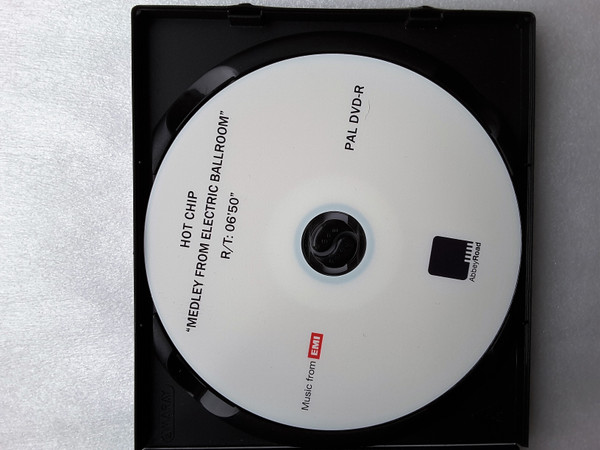 HOT CHIP
"MEDLEY FROM ELECTRIC BALLROOM"
R/T: 06'50"
PAL DVD-R
Music from EMI
AbbeyRoad